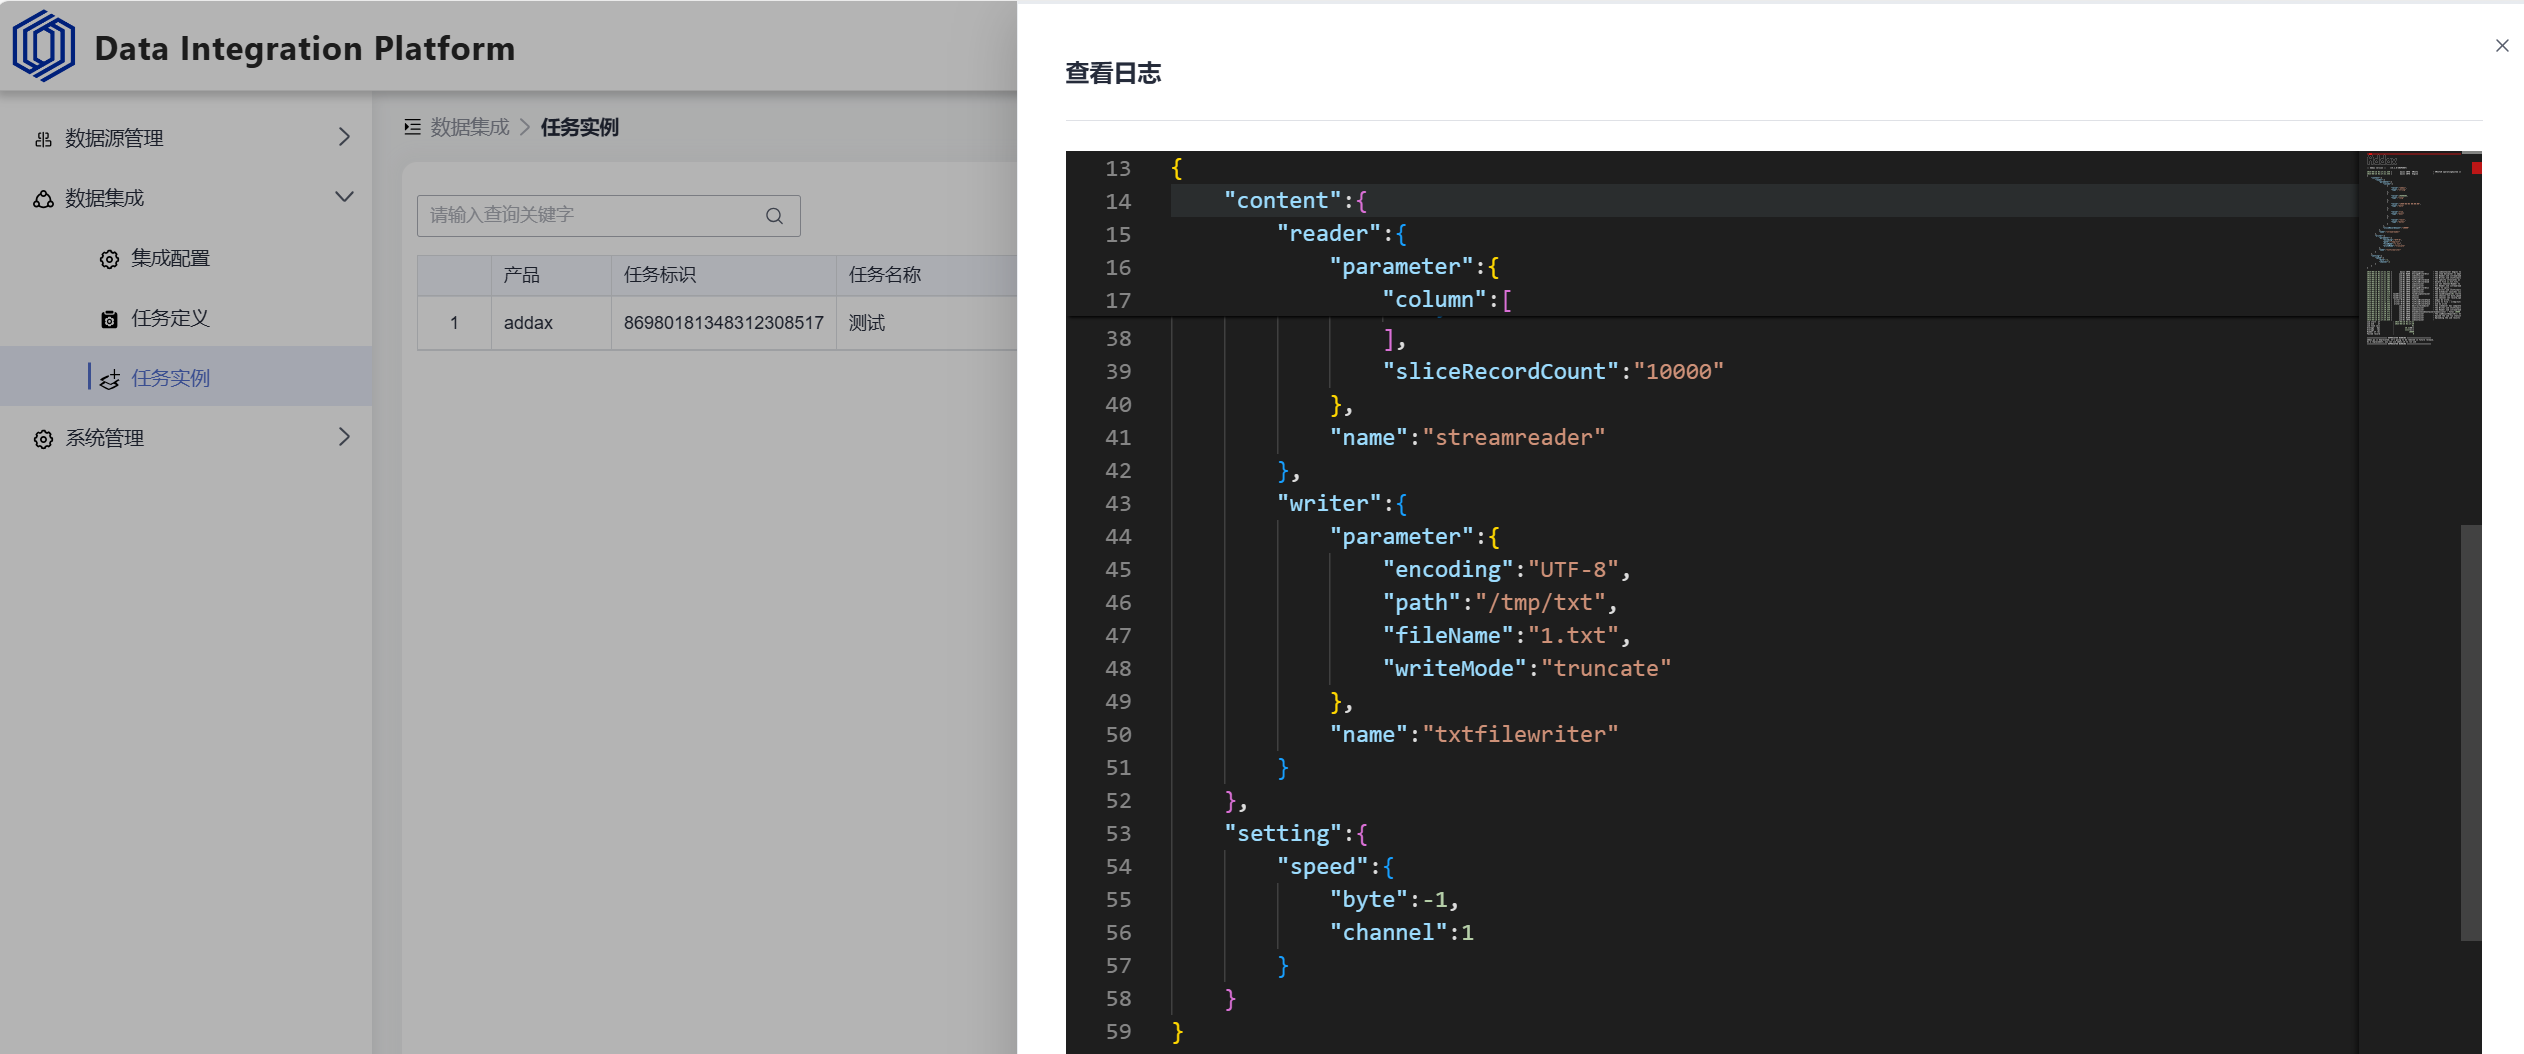 Data Integration Platform
数据源管理
数据集成
集成配置
任务定义
任务实例
系统管理
数据集成 > 任务实例
请输入查询关键字
产品 任务标识 任务名称
1 addax 869801813483123​08517 测试
查看日志
13 {
14 "content":{
15 "reader":{
16 "parameter":{
17 "column":[
38 ],
39 "sliceRecordCount":"10000"
40 },
41 "name":"streamreader"
42 },
43 "writer":{
44 "parameter":{
45 "encoding":"UTF-8",
46 "path":"/tmp/txt",
47 "fileName":"1.txt",
48 "writeMode":"truncate"
49 },
50 "name":"txtfilewriter"
51 }
52 },
53 "setting":{
54 "speed":{
55 "byte":-1,
56 "channel":1
57 }
58 }
59 }